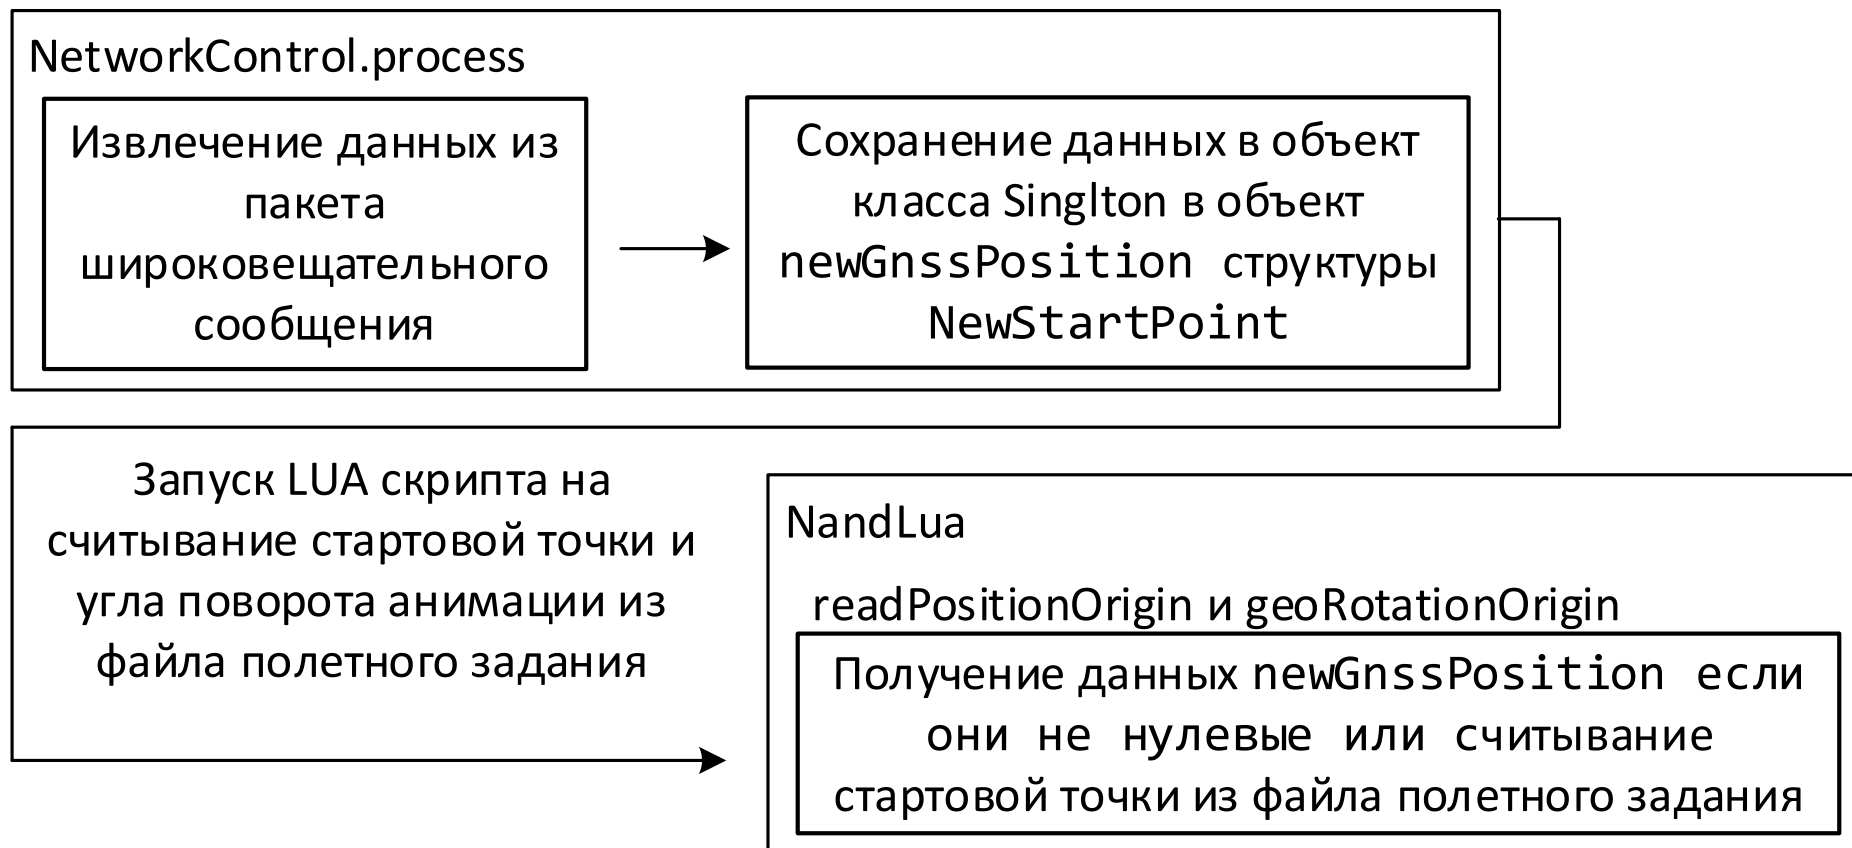 NetworkControl.process
Извлечение данных из
пакета
широковещательного
сообщения
Сохранение данных в объект
класса Singlton в объект
newGnssPosition структуры
NewStartPoint
Запуск LUA скрипта на
считывание стартовой точки и
угла поворота анимации из
файла полетного задания
NandLua
readPositionOrigin и geoRotationOrigin
Получение данных newGnssPosition если
они не нулевые или считывание
стартовой точки из файла полетного задания